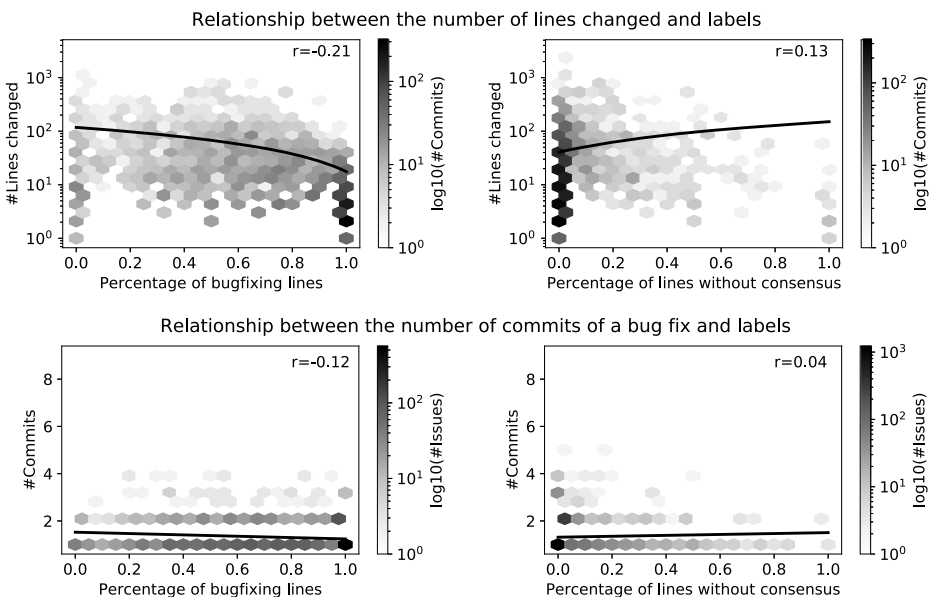 Relationship between the number of lines changed and labels
r=-0.21
10³
10²
10¹
10⁰
#Lines changed
0.0 0.2 0.4 0.6 0.8 1.0
Percentage of bugfixing lines
10²
10¹
10⁰
log10(#Commits)
r=0.13
10³
10²
10¹
10⁰
#Lines changed
0.0 0.2 0.4 0.6 0.8 1.0
Percentage of lines without consensus
10²
10¹
10⁰
log10(#Commits)
Relationship between the number of commits of a bug fix and labels
r=-0.12
8
6
4
2
#Commits
0.0 0.2 0.4 0.6 0.8 1.0
Percentage of bugfixing lines
10²
10¹
10⁰
log10(#Issues)
r=0.04
8
6
4
2
#Commits
0.0 0.2 0.4 0.6 0.8 1.0
Percentage of lines without consensus
10³
10²
10¹
10⁰
log10(#Issues)